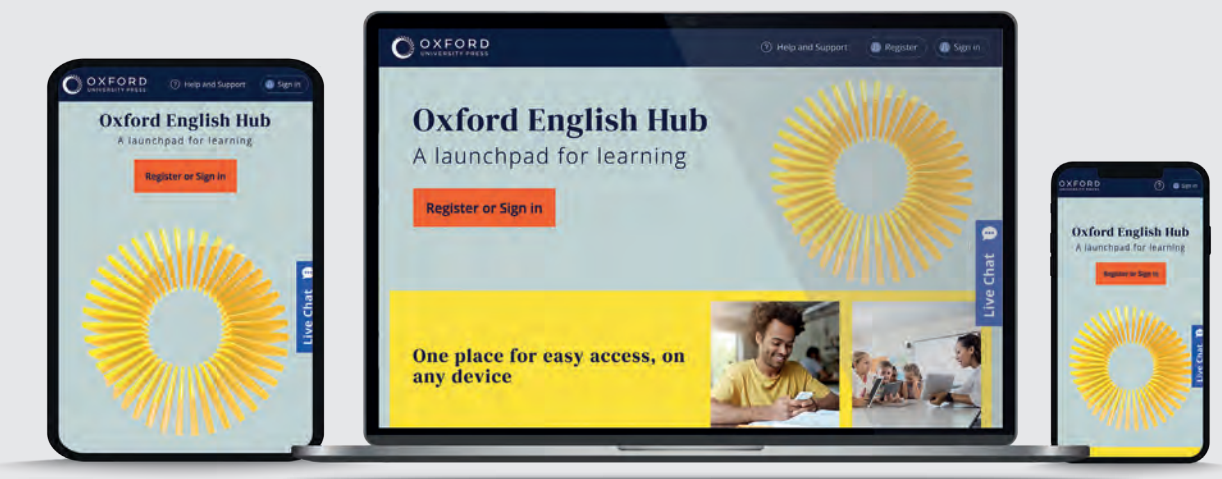 OXFORD
UNIVERSITY PRESS
Help and Support
Sign in
Oxford English Hub
A launchpad for learning
Register or Sign in
Live Chat
OXFORD
UNIVERSITY PRESS
Help and Support
Register
Sign in
Oxford English Hub
A launchpad for learning
Register or Sign in
Live Chat
One place for easy access, on
any device
OXFORD
Sign in
Oxford English Hub
A launchpad for learning
Register or Sign in
Live Chat